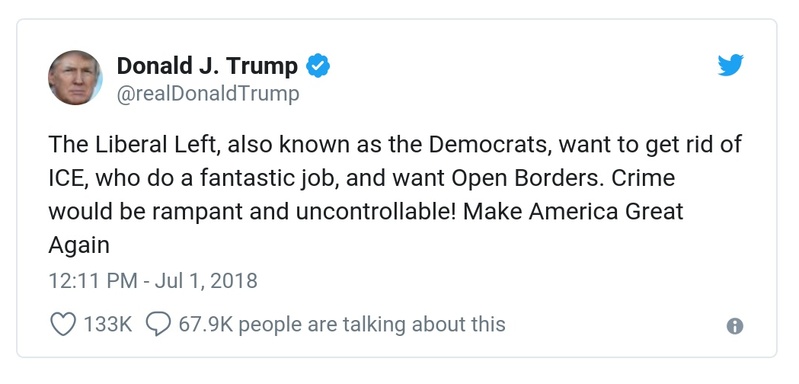 Donald J. Trump
@realDonaldTrump
The Liberal Left, also known as the Democrats, want to get rid of
ICE, who do a fantastic job, and want Open Borders. Crime
would be rampant and uncontrollable! Make America Great
Again
12:11 PM - Jul 1, 2018
133K 67.9K people are talking about this